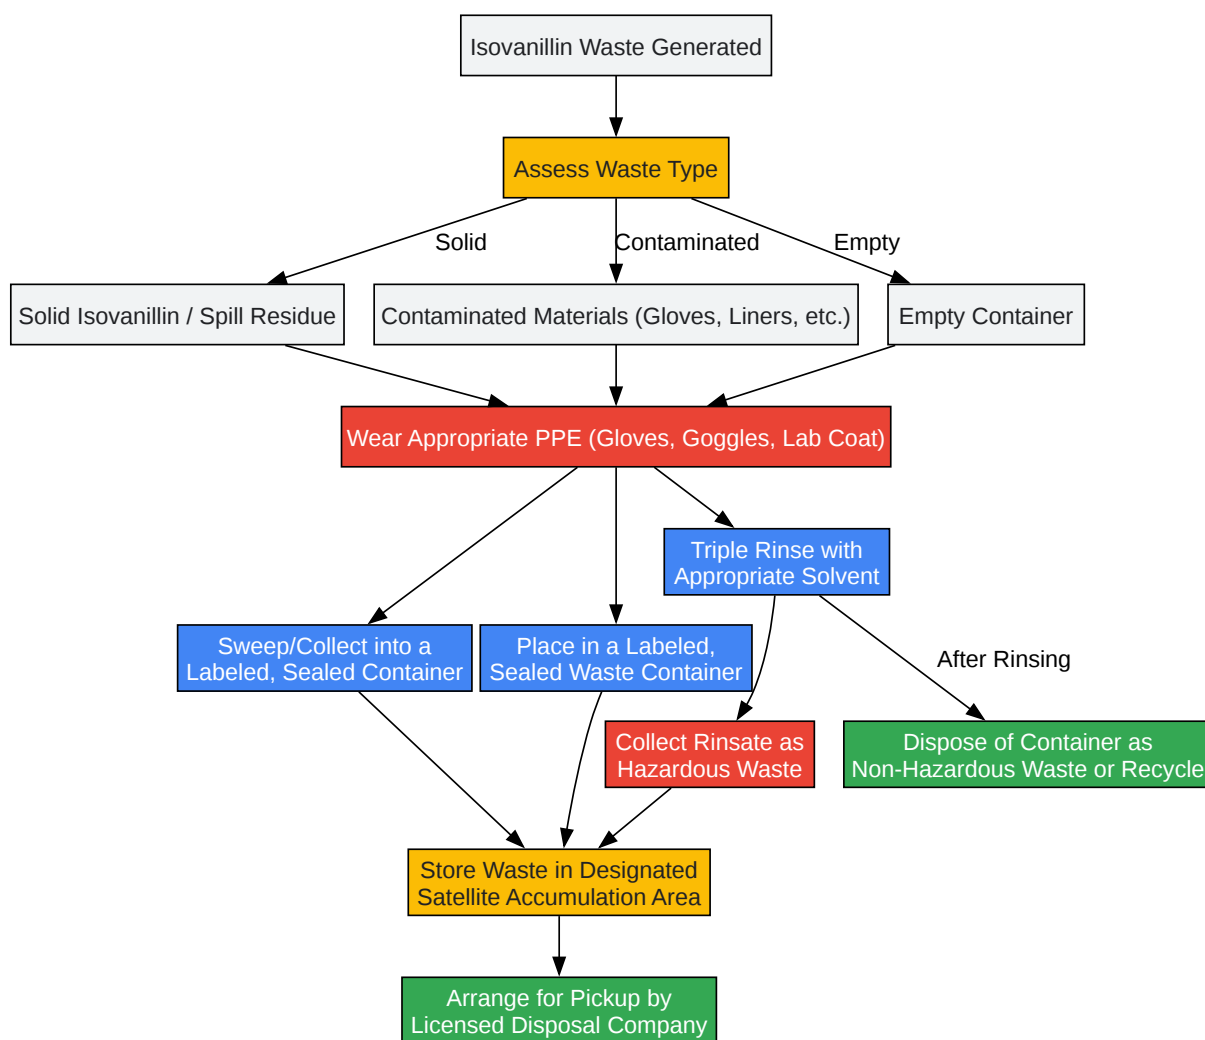 Isovanillin Waste Generated
Assess Waste Type
Solid
Contaminated
Empty
Solid Isovanillin / Spill Residue
Contaminated Materials (Gloves, Liners, etc.)
Empty Container
Wear Appropriate PPE (Gloves, Goggles, Lab Coat)
Triple Rinse with
Appropriate Solvent
Sweep/Collect into a
Labeled, Sealed Container
Place in a Labeled,
Sealed Waste Container
After Rinsing
Collect Rinsate as
Hazardous Waste
Dispose of Container as
Non-Hazardous Waste or Recycle
Store Waste in Designated
Satellite Accumulation Area
Arrange for Pickup by
Licensed Disposal Company